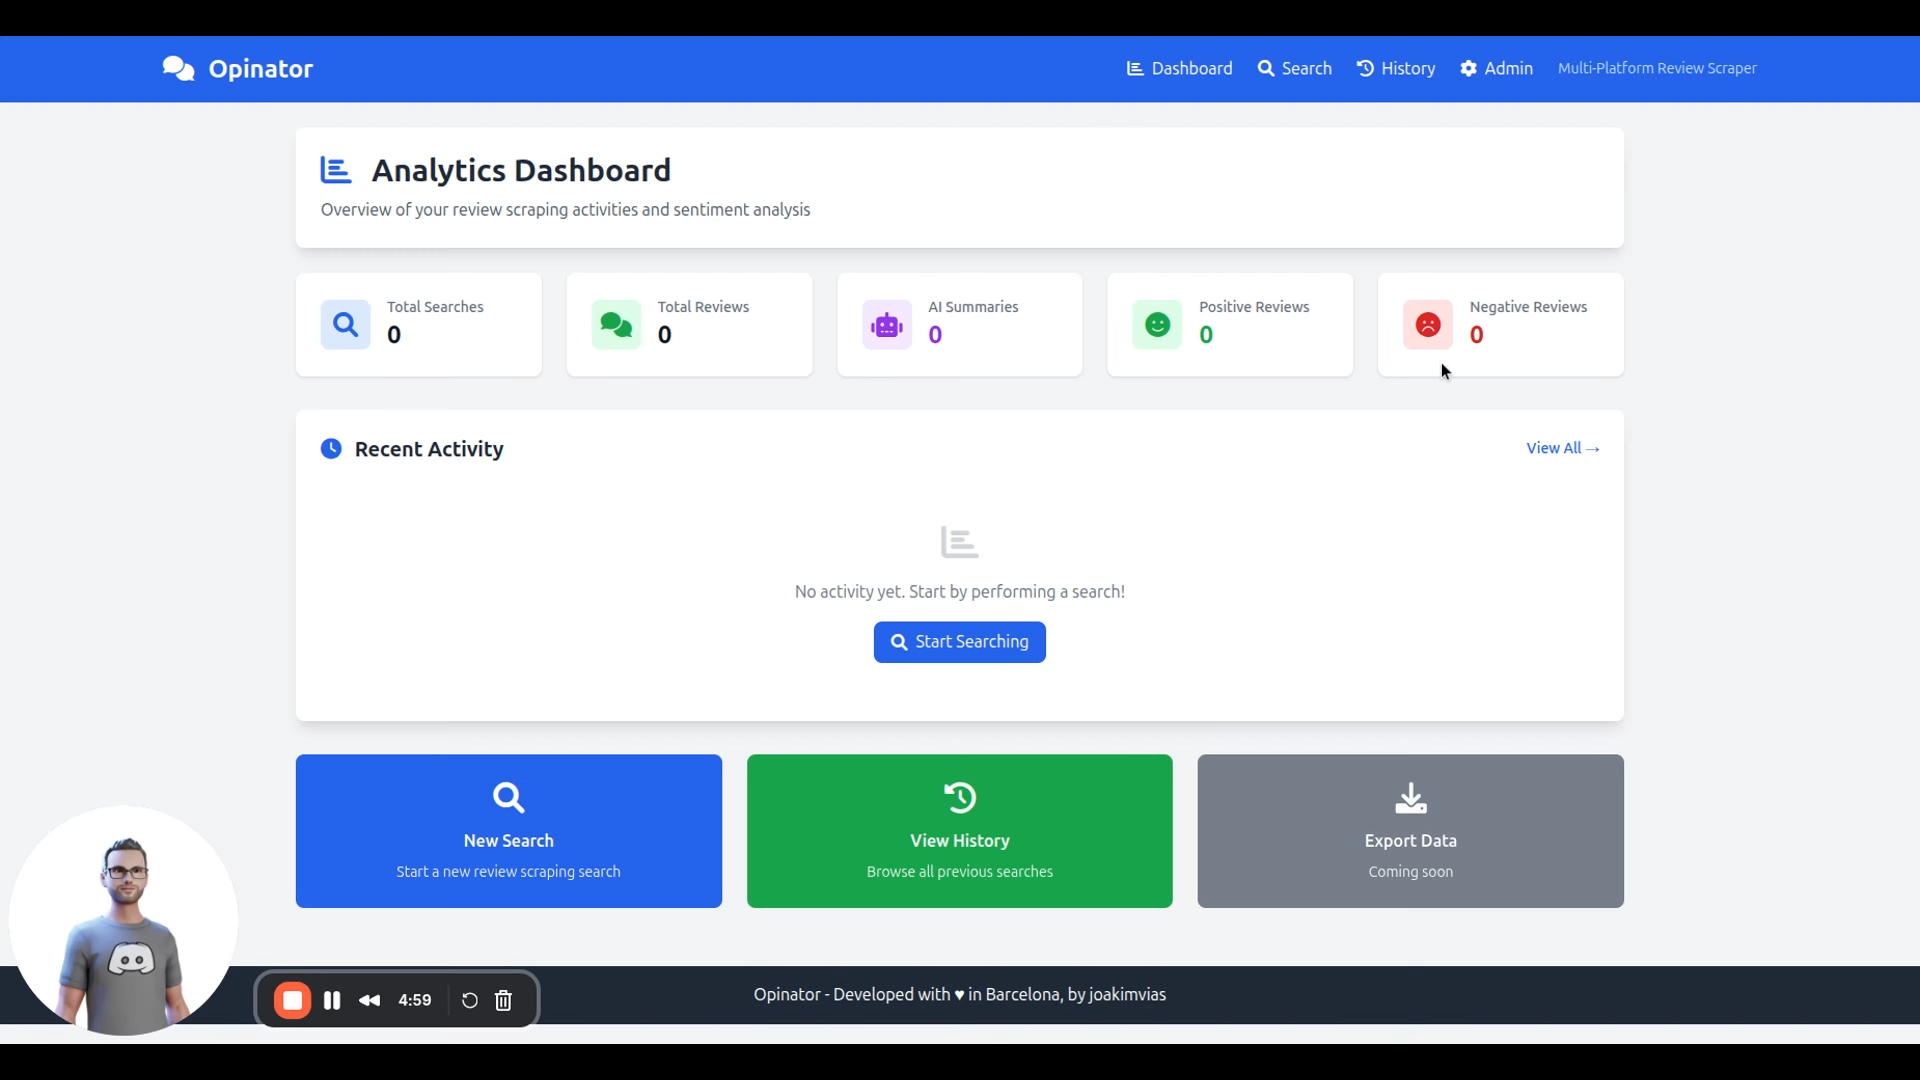 Opinator
Dashboard
Search
History
Admin
Multi-Platform Review Scraper
Analytics Dashboard
Overview of your review scraping activities and sentiment analysis
Total Searches
0
Total Reviews
0
AI Summaries
0
Positive Reviews
0
Negative Reviews
0
Recent Activity
View All →
No activity yet. Start by performing a search!
Start Searching
New Search
Start a new review scraping search
View History
Browse all previous searches
Export Data
Coming soon
4:59
Opinator - Developed with ♥ in Barcelona, by joakimvias